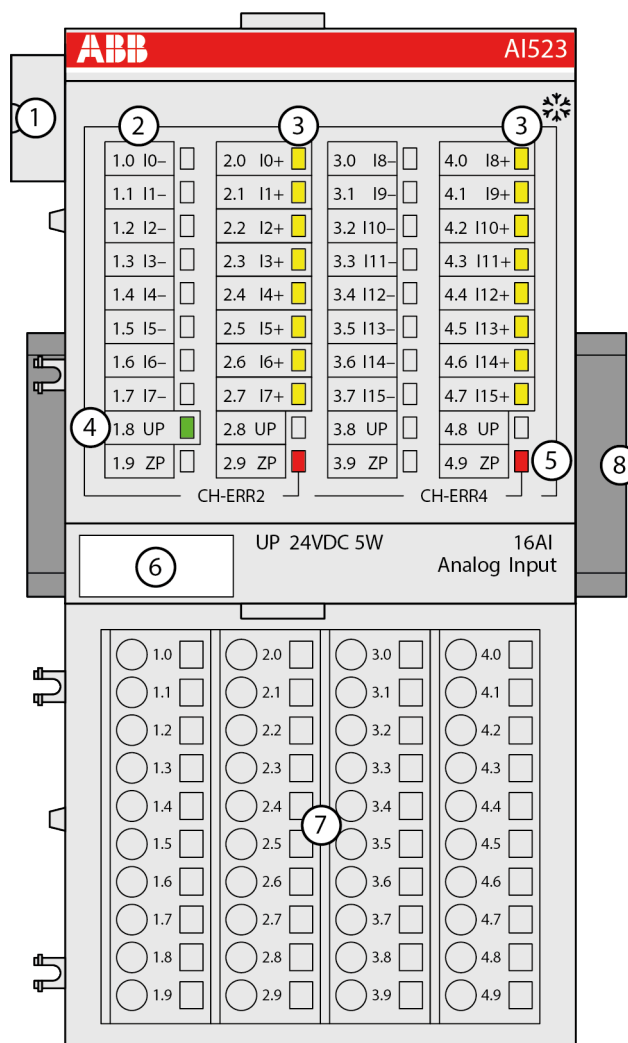 ABB AI523
1 2 3 3
1.0 I0– 2.0 I0+ 3.0 I8– 4.0 I8+
1.1 I1– 2.1 I1+ 3.1 I9– 4.1 I9+
1.2 I2– 2.2 I2+ 3.2 I10– 4.2 I10+
1.3 I3– 2.3 I3+ 3.3 I11– 4.3 I11+
1.4 I4– 2.4 I4+ 3.4 I12– 4.4 I12+
1.5 I5– 2.5 I5+ 3.5 I13– 4.5 I13+
1.6 I6– 2.6 I6+ 3.6 I14– 4.6 I14+
1.7 I7– 2.7 I7+ 3.7 I15– 4.7 I15+
4 1.8 UP 2.8 UP 3.8 UP 4.8 UP
1.9 ZP 2.9 ZP 3.9 ZP 4.9 ZP 5 8
CH-ERR2 CH-ERR4
UP 24VDC 5W 16AI
6 Analog Input
1.0 2.0 3.0 4.0
1.1 2.1 3.1 4.1
1.2 2.2 3.2 4.2
1.3 2.3 3.3 4.3
1.4 2.4 3.4 4.4
7
1.5 2.5 3.5 4.5
1.6 2.6 3.6 4.6
1.7 2.7 3.7 4.7
1.8 2.8 3.8 4.8
1.9 2.9 3.9 4.9